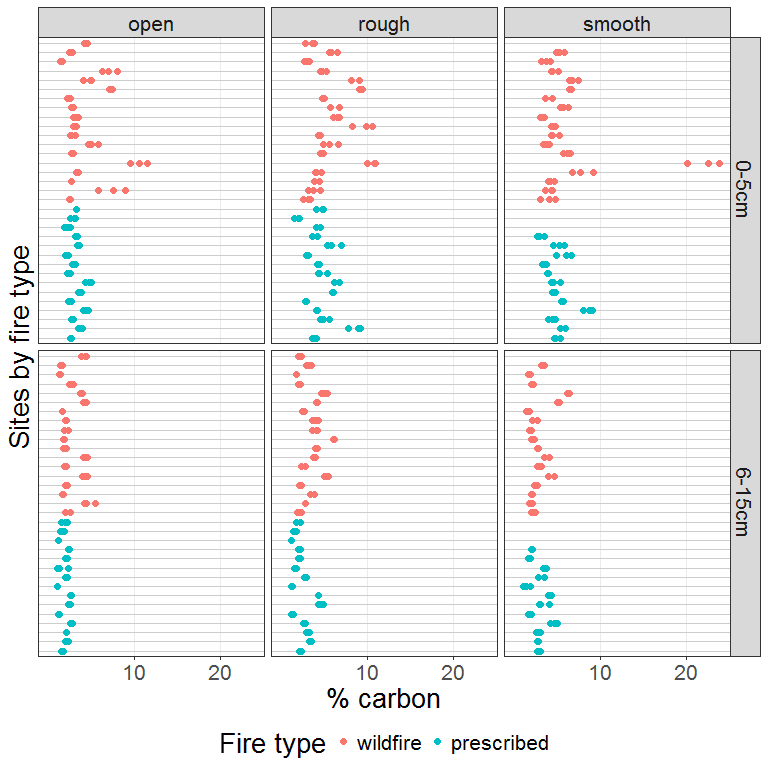 open rough smooth
0-5cm
6-15cm
Sites by fire type
10 20 10 20 10 20
% carbon
Fire type wildfire prescribed